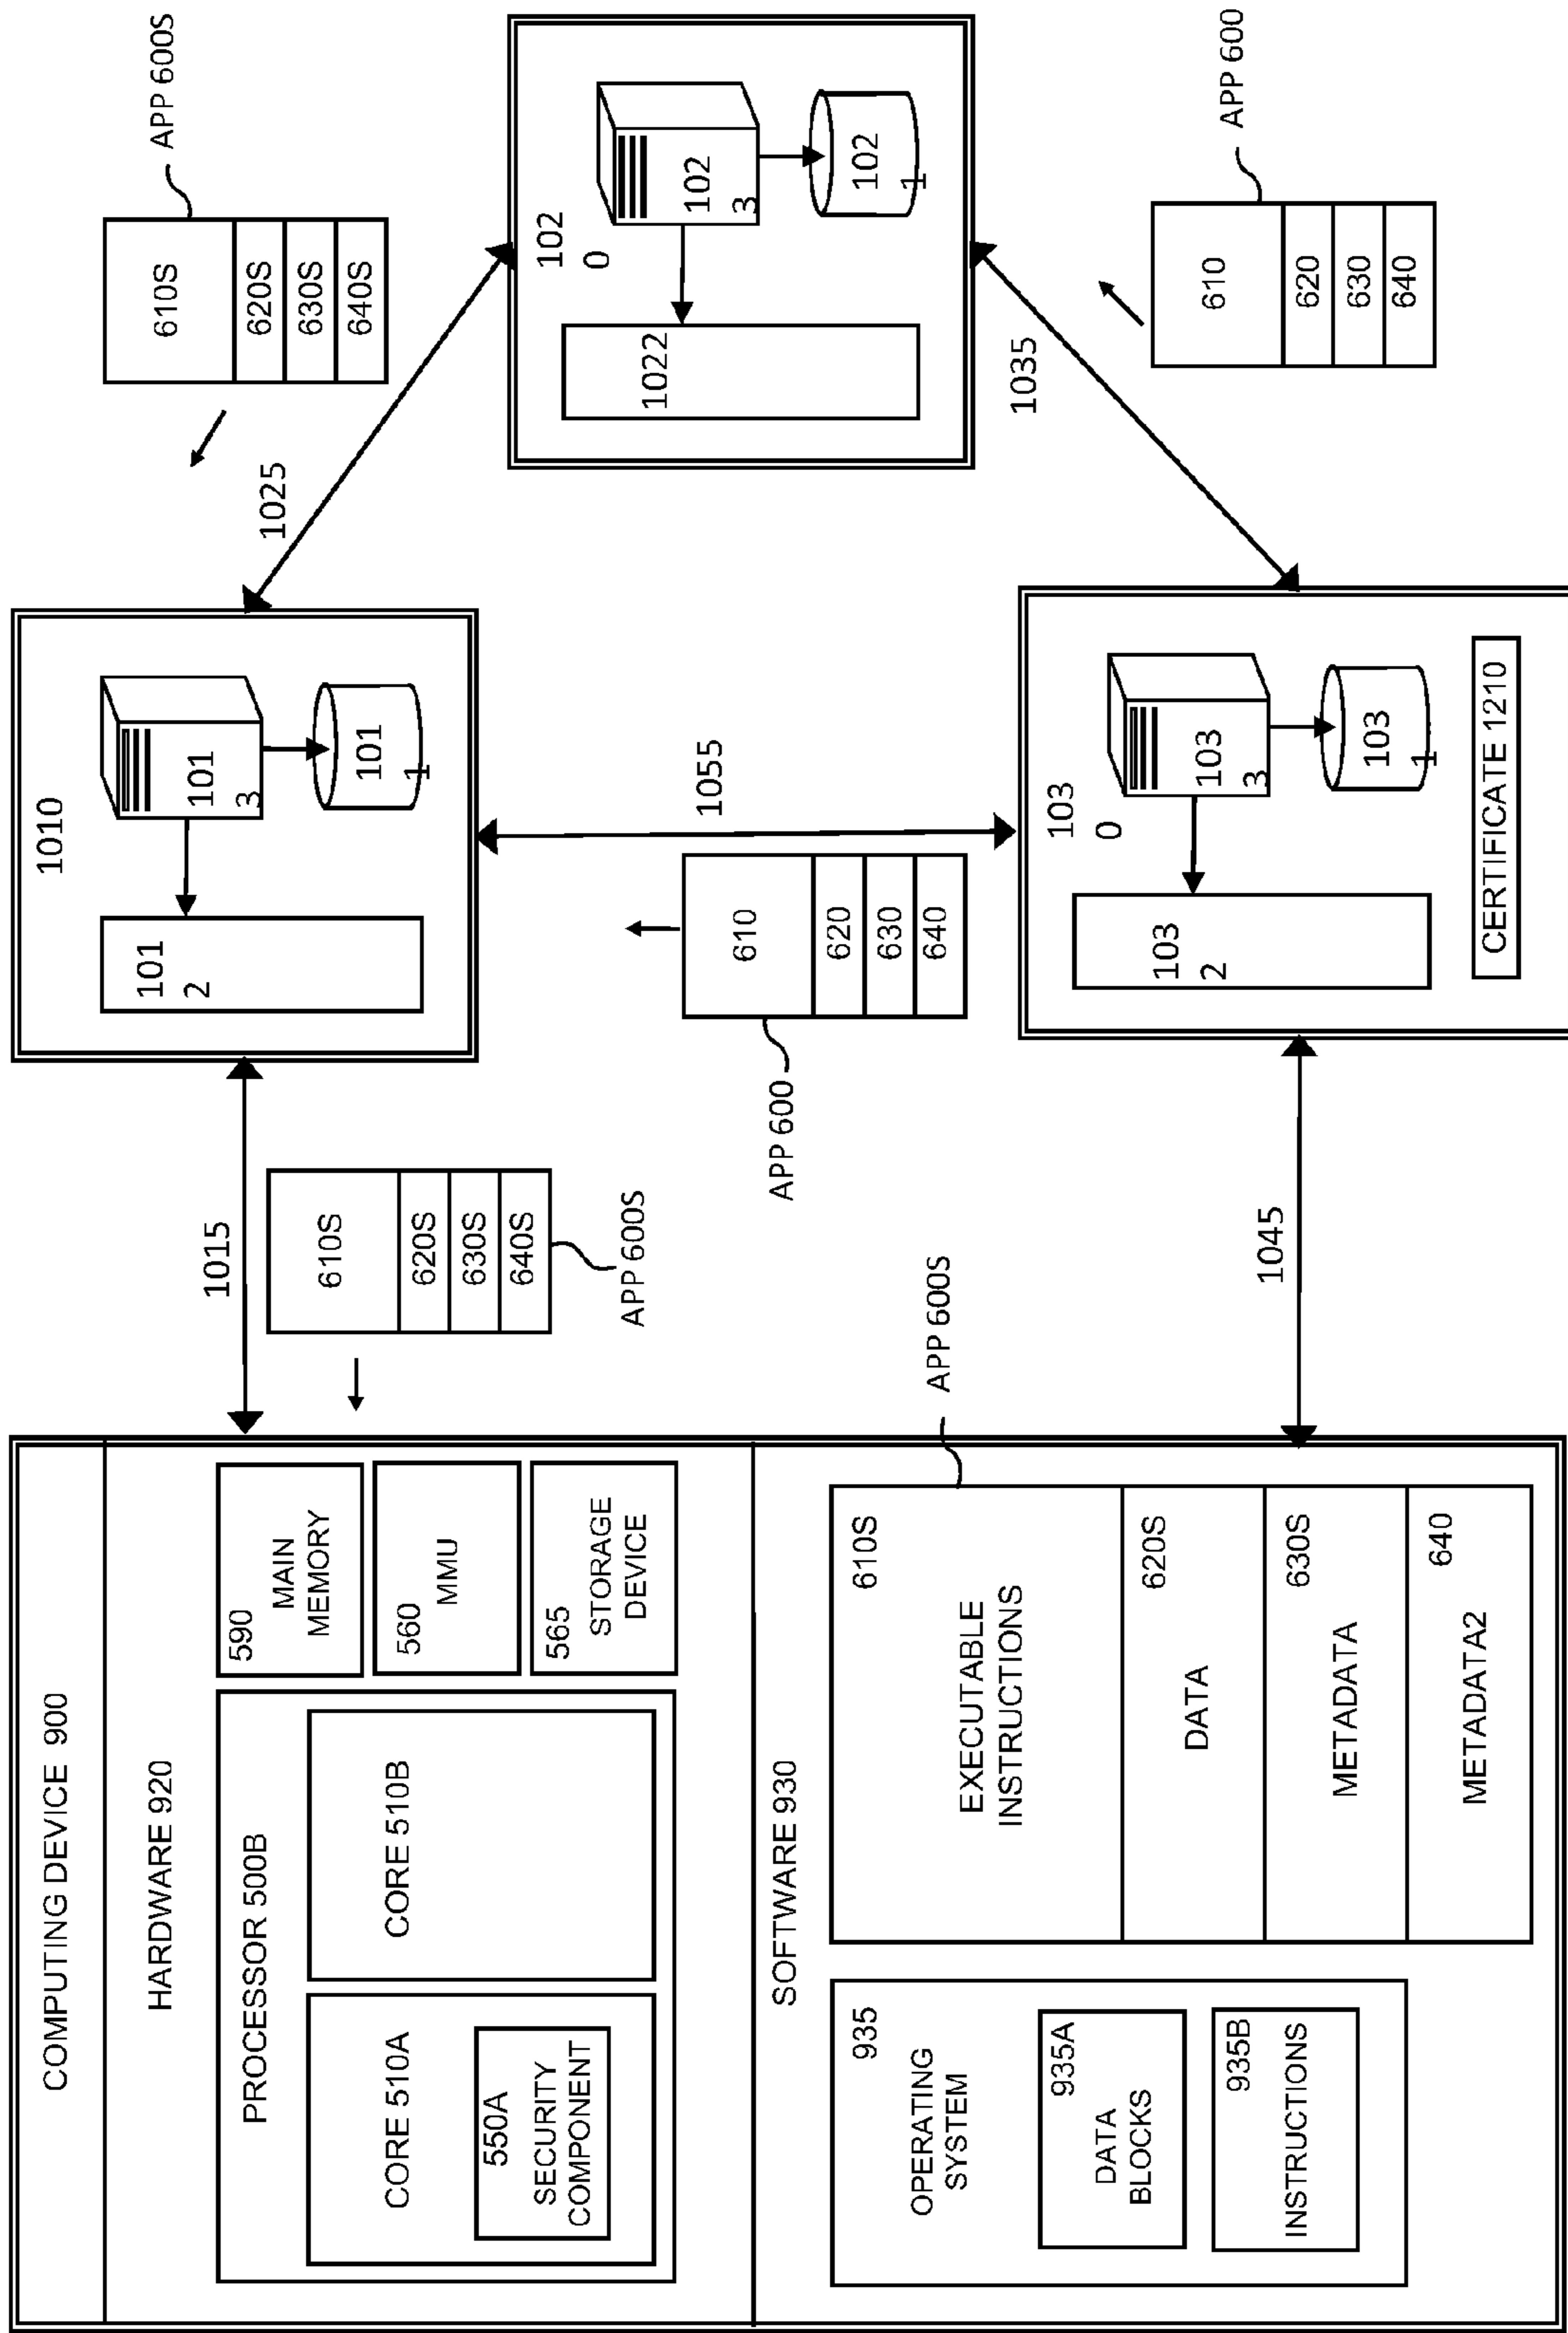 COMPUTING DEVICE 900
HARDWARE 920
PROCESSOR 500B
CORE 510A
550A
SECURITY
COMPONENT
CORE 510B
590
MAIN
MEMORY
560
MMU
565
STORAGE
DEVICE
SOFTWARE 930
935
OPERATING
SYSTEM
935A
DATA
BLOCKS
935B
INSTRUCTIONS
610S
EXECUTABLE
INSTRUCTIONS
620S
DATA
630S
METADATA
640
METADATA2
APP 600S
1015
610S
620S
630S
640S
APP 600S
1045
1010
101
2
101
3
101
1
1055
610
620
630
640
APP 600
103
0
103
2
103
3
103
1
CERTIFICATE 1210
1025
610S
620S
630S
640S
APP 600S
102
0
1022
102
3
102
1
1035
610
620
630
640
APP 600